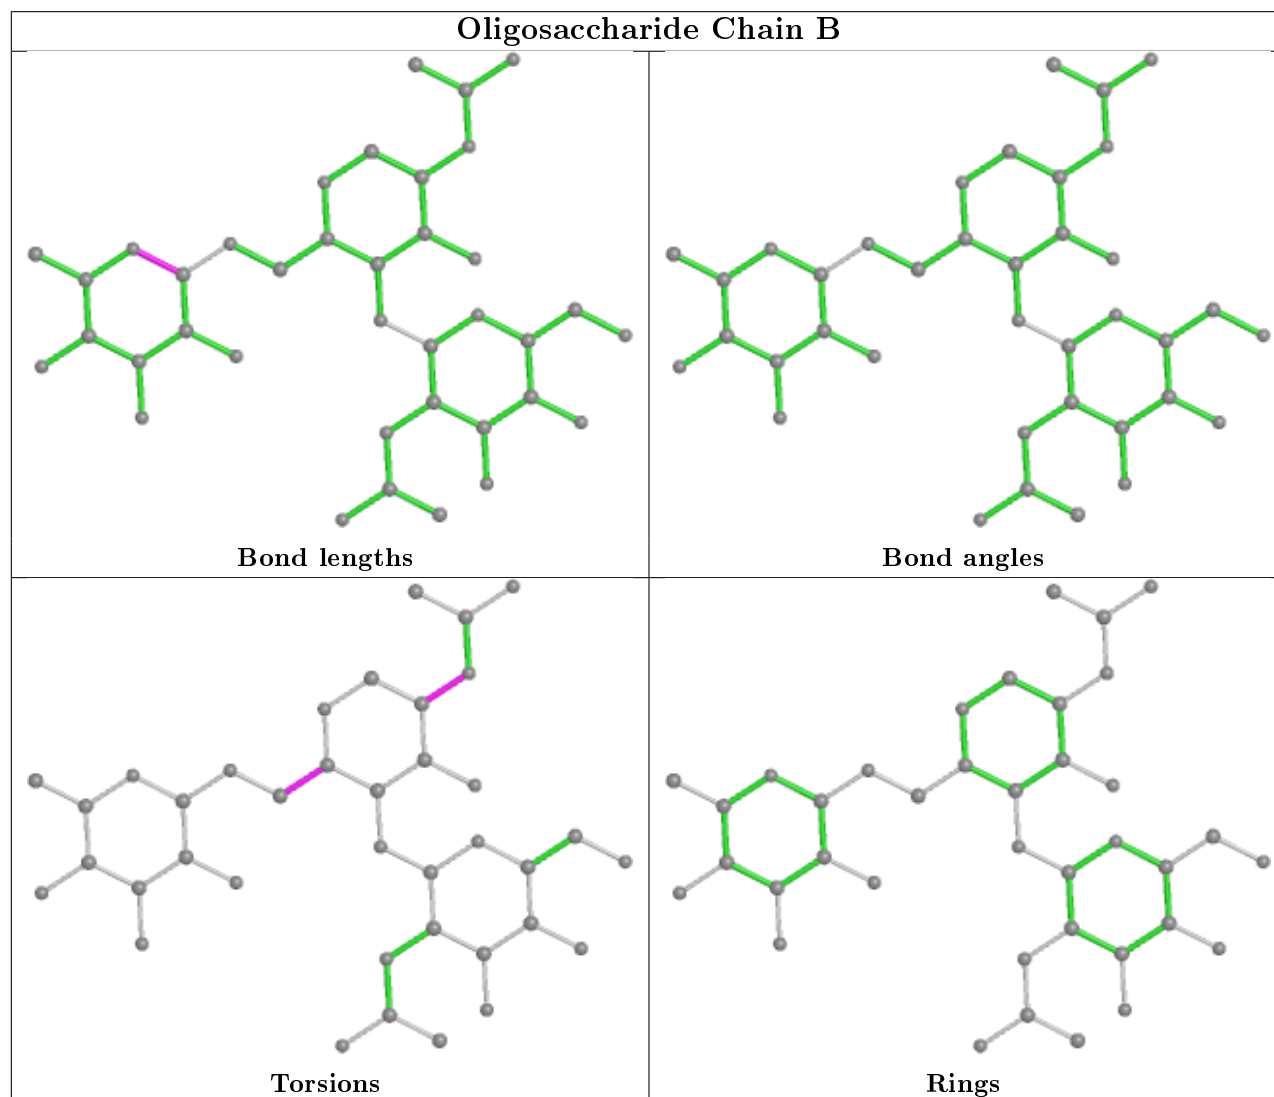 Oligosaccharide Chain B
Bond lengths
Bond angles
Torsions
Rings